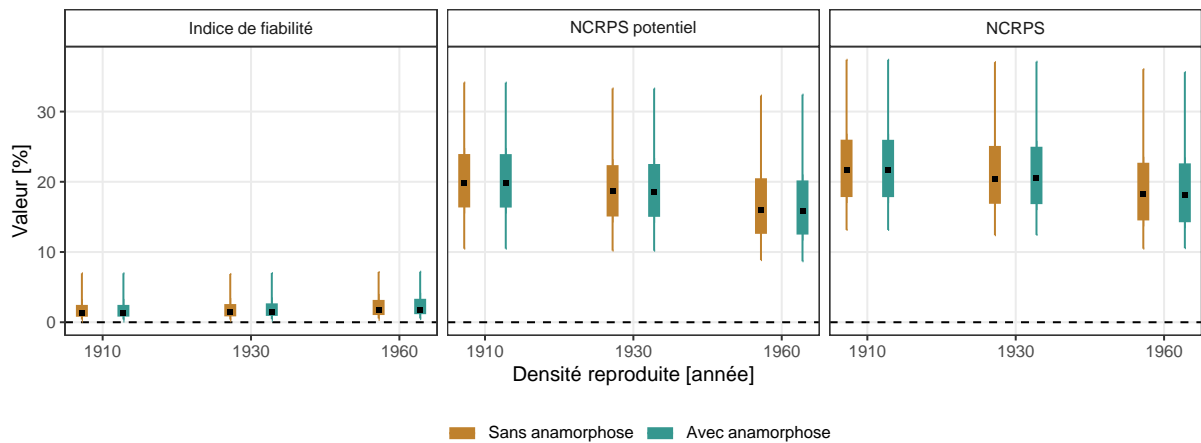 Indice de fiabilité
NCRPS potentiel
NCRPS
Valeur [%]
30
20
10
0
1910 1930 1960
1910 1930 1960
1910 1930 1960
Densité reproduite [année]
Sans anamorphose Avec anamorphose